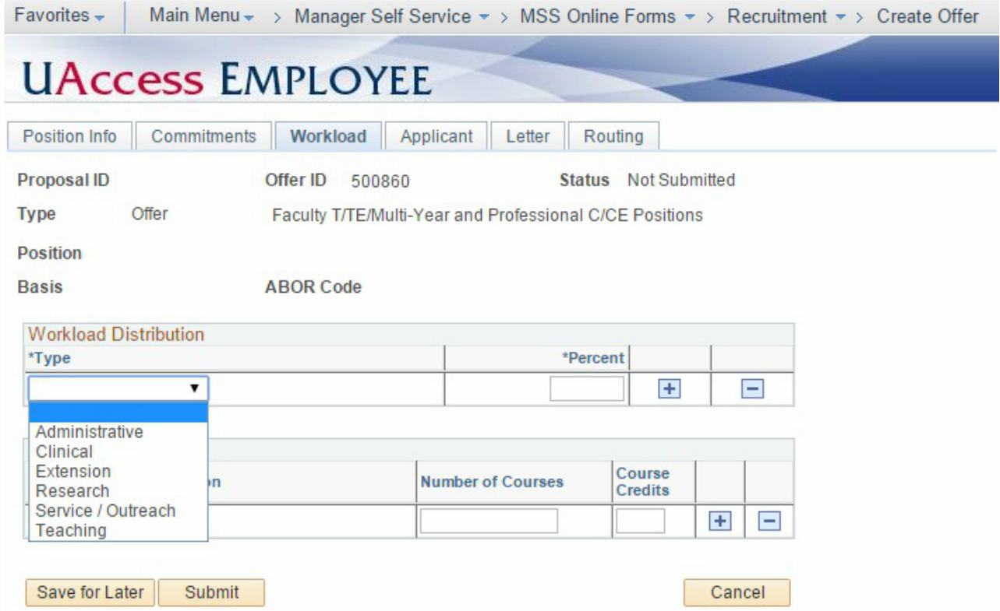 Favorites Main Menu > Manager Self Service > MSS Online Forms > Recruitment > Create Offer
UAccess EMPLOYEE
Position Info Commitments Workload Applicant Letter Routing
Proposal ID Offer ID 500860 Status Not Submitted
Type Offer Faculty T/TE/Multi-Year and Professional C/CE Positions
Position
Basis ABOR Code
Workload Distribution
*Type *Percent
Administrative
Clinical
Extension
Research
Service / Outreach
Teaching
Number of Courses Course Credits
Save for Later Submit Cancel